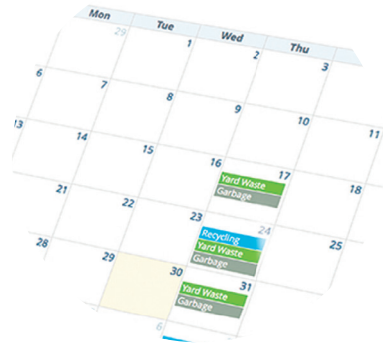 Mon Tue Wed Thu
29 1 2 3
6 7 8 9 10 11
13 14 15 16 17 18
Yard Waste
Garbage
21 22 23 24 25
Recycling
Yard Waste
Garbage
28 29 30 31
Yard Waste
Garbage
6